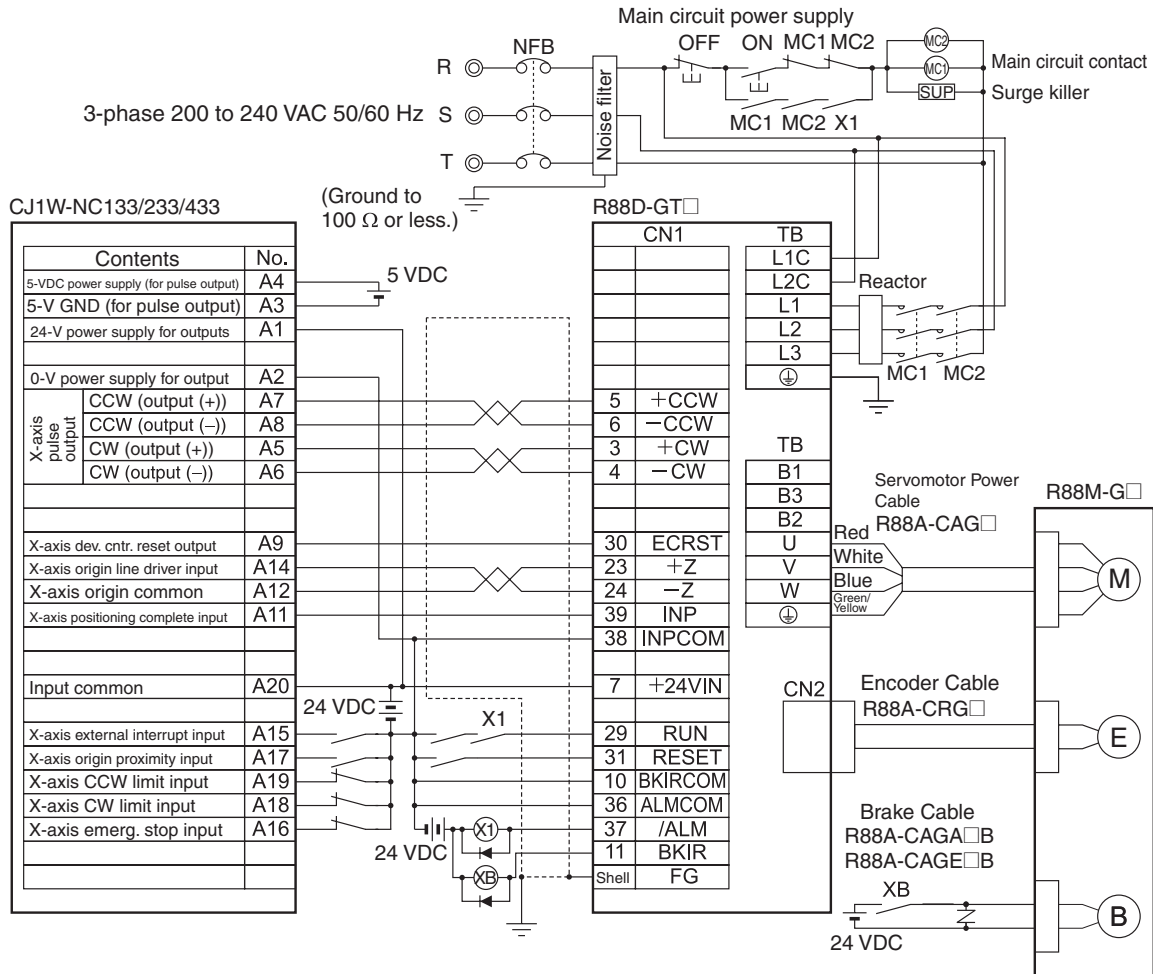 Main circuit power supply
NFB
OFF ON MC1 MC2
MC2
R
MC1
Main circuit contact
SUP
Surge killer
3-phase 200 to 240 VAC 50/60 Hz S
Noise filter
MC1 MC2 X1
T
(Ground to
100 Ω or less.)
CJ1W-NC133/233/433
R88D-GT□
CN1 TB
Contents No.
L1C
5-VDC power supply (for pulse output) A4
5 VDC
L2C
Reactor
5-V GND (for pulse output) A3
L1
24-V power supply for outputs A1
L2
L3
MC1 MC2
0-V power supply for output A2
X-axis pulse output
CCW (output (+)) A7
5 +CCW
CCW (output (−)) A8
6 −CCW
CW (output (+)) A5
3 +CW
TB
CW (output (−)) A6
4 −CW
B1
B3
B2
Servomotor Power
Cable
R88A-CAG□
R88M-G□
X-axis dev. cntr. reset output A9
30 ECRST
U
Red
X-axis origin line driver input A14
23 +Z
V
White
X-axis origin common A12
24 −Z
W
Blue
X-axis positioning complete input A11
39 INP
Green/
Yellow
M
38 INPCOM
Input common A20
7 +24VIN
24 VDC
CN2
Encoder Cable
R88A-CRG□
E
X1
X-axis external interrupt input A15
29 RUN
X-axis origin proximity input A17
31 RESET
X-axis CCW limit input A19
10 BKIRCOM
X-axis CW limit input A18
36 ALMCOM
X-axis emerg. stop input A16
X1
37 /ALM
24 VDC
11 BKIR
XB
Shell FG
Brake Cable
R88A-CAGA□B
R88A-CAGE□B
XB
B
24 VDC